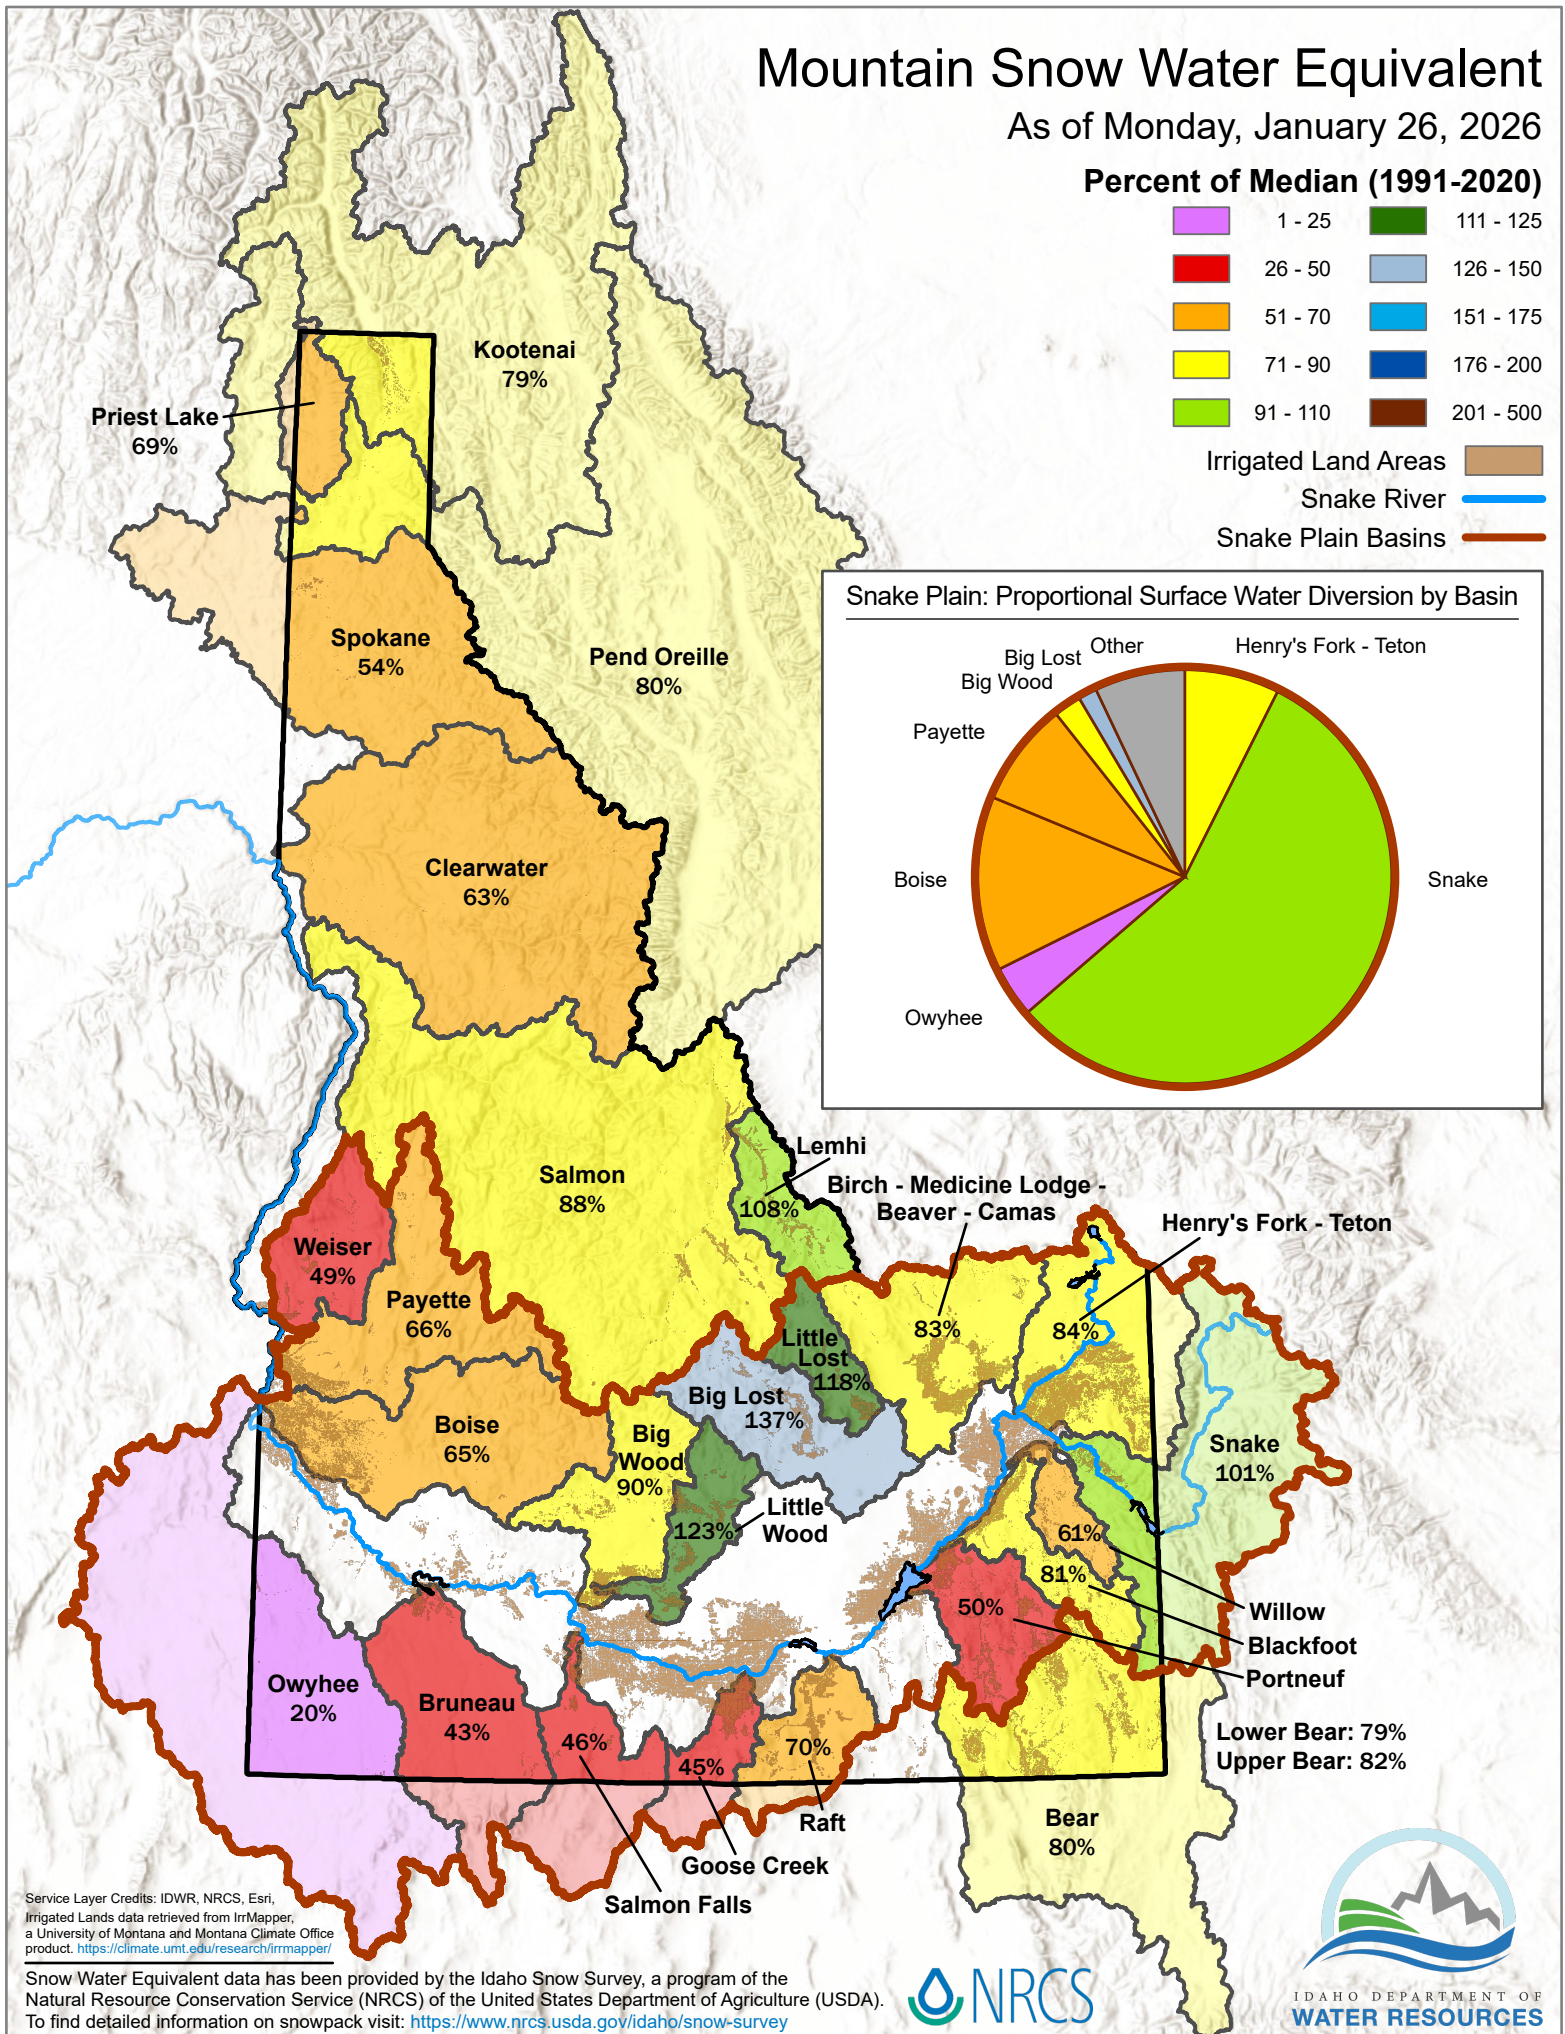 Mountain Snow Water Equivalent
As of Monday, January 26, 2026
Percent of Median (1991-2020)
1 - 25
111 - 125
26 - 50
126 - 150
51 - 70
151 - 175
71 - 90
176 - 200
91 - 110
201 - 500
Irrigated Land Areas
Snake River
Snake Plain Basins
Snake Plain: Proportional Surface Water Diversion by Basin
Other
Henry's Fork - Teton
Big Lost
Big Wood
Payette
Boise
Snake
Owyhee
Kootenai
79%
Priest Lake
69%
Spokane
54%
Pend Oreille
80%
Clearwater
63%
Salmon
88%
Lemhi
108%
Birch - Medicine Lodge -
Beaver - Camas
83%
Henry's Fork - Teton
84%
Weiser
49%
Payette
66%
Little
Lost
118%
Big Lost
137%
Boise
65%
Big
Wood
90%
Little
Wood
123%
Snake
101%
61%
81%
50%
Willow
Blackfoot
Portneuf
Owyhee
20%
Bruneau
43%
46%
45%
70%
Raft
Goose Creek
Salmon Falls
Lower Bear: 79%
Upper Bear: 82%
Bear
80%
Service Layer Credits: IDWR, NRCS, Esri,
Irrigated Lands data retrieved from IrrMapper,
a University of Montana and Montana Climate Office
product. https://climate.umt.edu/research/irrmapper/
Snow Water Equivalent data has been provided by the Idaho Snow Survey, a program of the
Natural Resource Conservation Service (NRCS) of the United States Department of Agriculture (USDA).
To find detailed information on snowpack visit: https://www.nrcs.usda.gov/idaho/snow-survey
NRCS
IDAHO DEPARTMENT OF
WATER RESOURCES